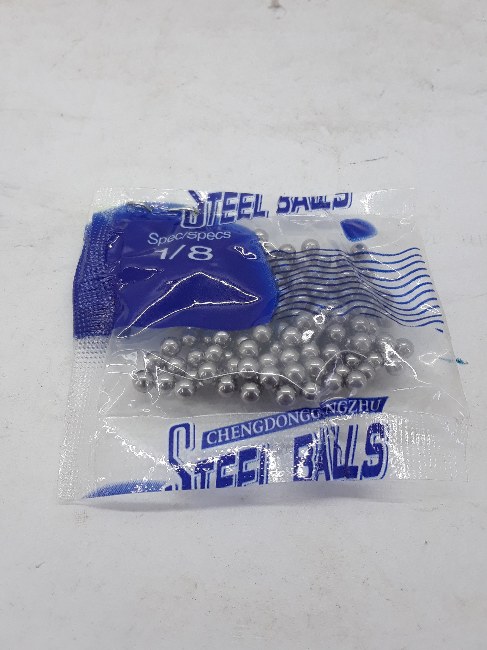 STEEL BALLS
Spec/specs
1/8
CHENGDONGGANGZHU
STEEL BALLS